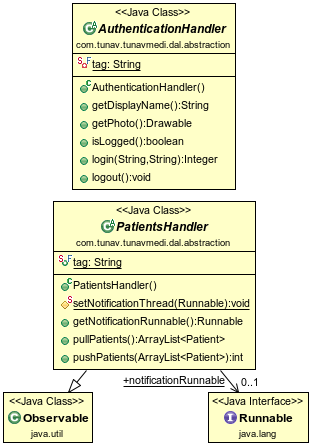 <<Java Class>>
AuthenticationHandler
com.tunav.tunavmedi.dal.abstraction
tag: String
AuthenticationHandler()
getDisplayName():String
getPhoto():Drawable
isLogged():boolean
login(String,String):Integer
logout():void
<<Java Class>>
PatientsHandler
com.tunav.tunavmedi.dal.abstraction
tag: String
PatientsHandler()
setNotificationThread(Runnable):void
getNotificationRunnable():Runnable
pullPatients():ArrayList<Patient>
pushPatients(ArrayList<Patient>):int
+notificationRunnable 0..1
<<Java Class>>
Observable
java.util
<<Java Interface>>
Runnable
java.lang